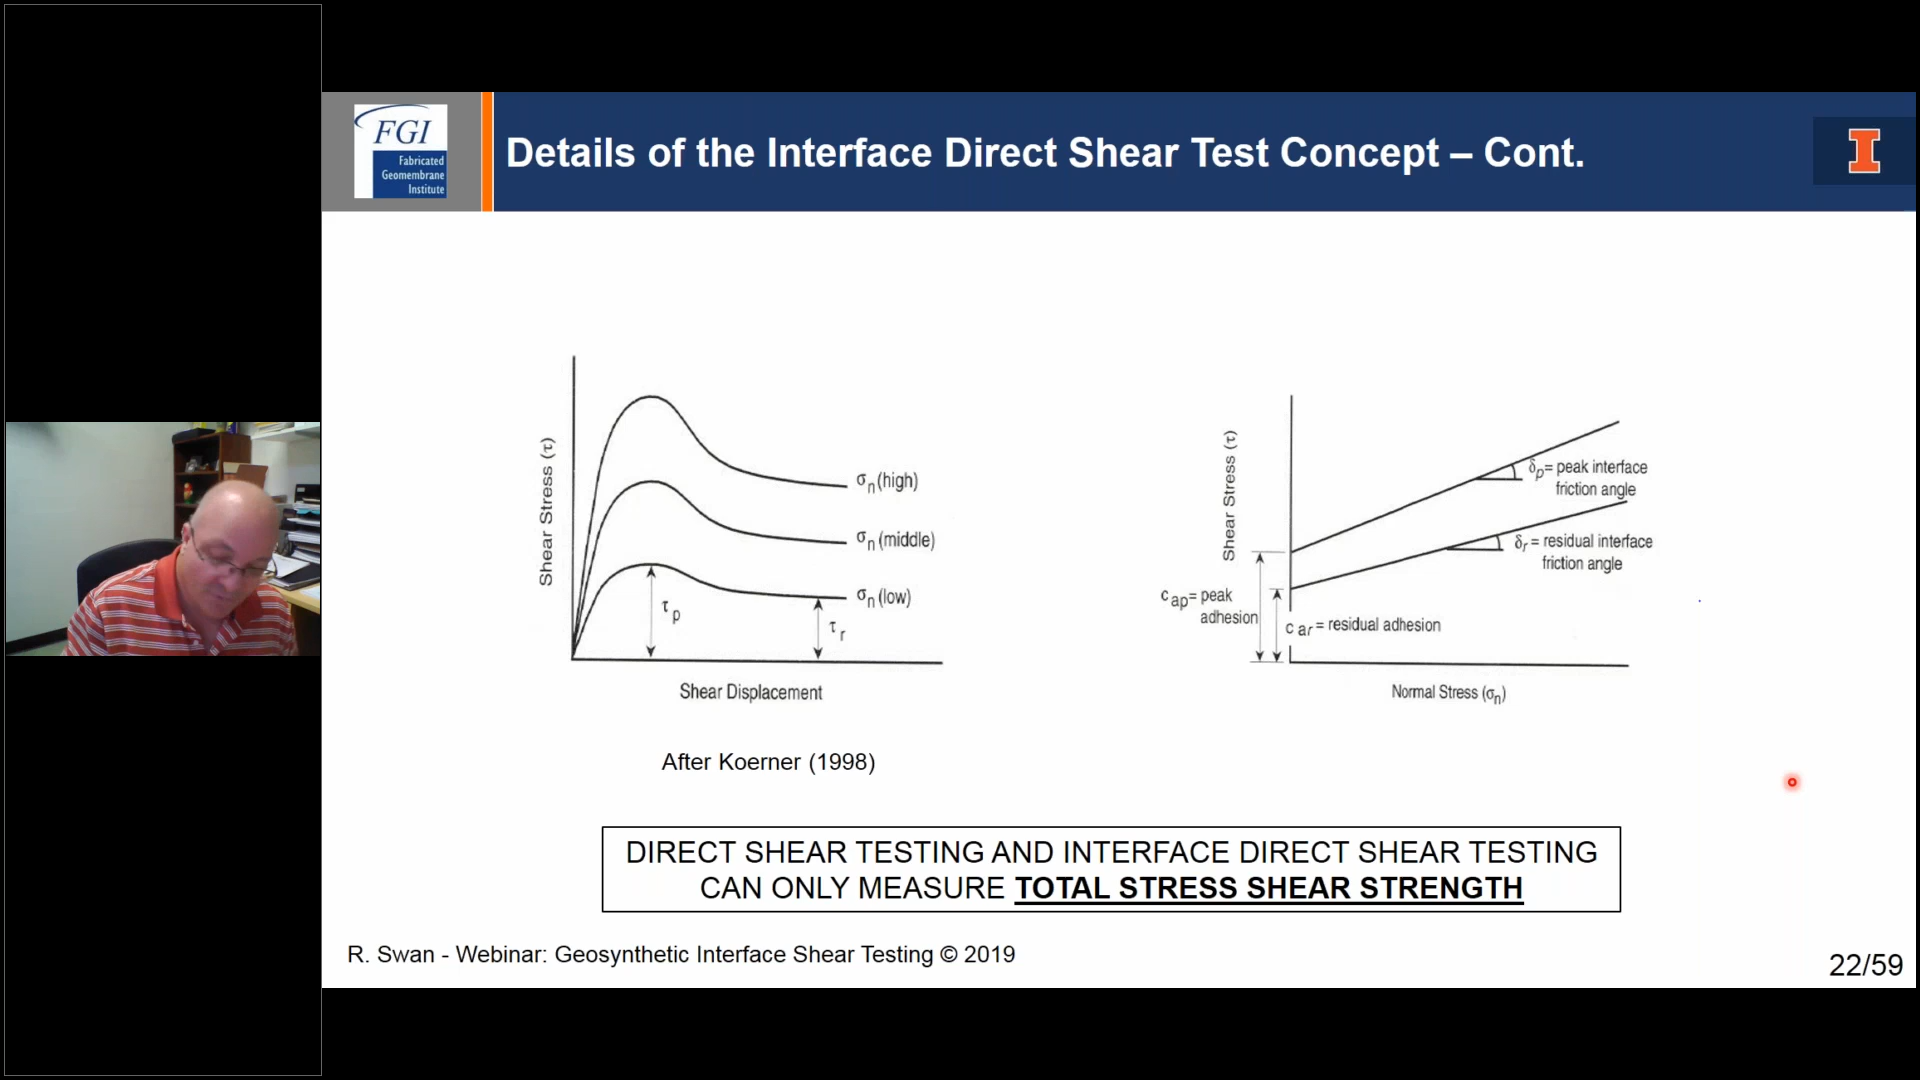 FGI
Fabricated
Geomembrane
Institute
Details of the Interface Direct Shear Test Concept – Cont.
I
Shear Stress (τ)
σn (high)
σn (middle)
σn (low)
τp
τr
Shear Displacement
After Koerner (1998)
Shear Stress (τ)
δp= peak interface
friction angle
δr = residual interface
friction angle
c ap= peak
adhesion
c ar = residual adhesion
Normal Stress (σn)
DIRECT SHEAR TESTING AND INTERFACE DIRECT SHEAR TESTING
CAN ONLY MEASURE TOTAL STRESS SHEAR STRENGTH
R. Swan - Webinar: Geosynthetic Interface Shear Testing © 2019
22/59